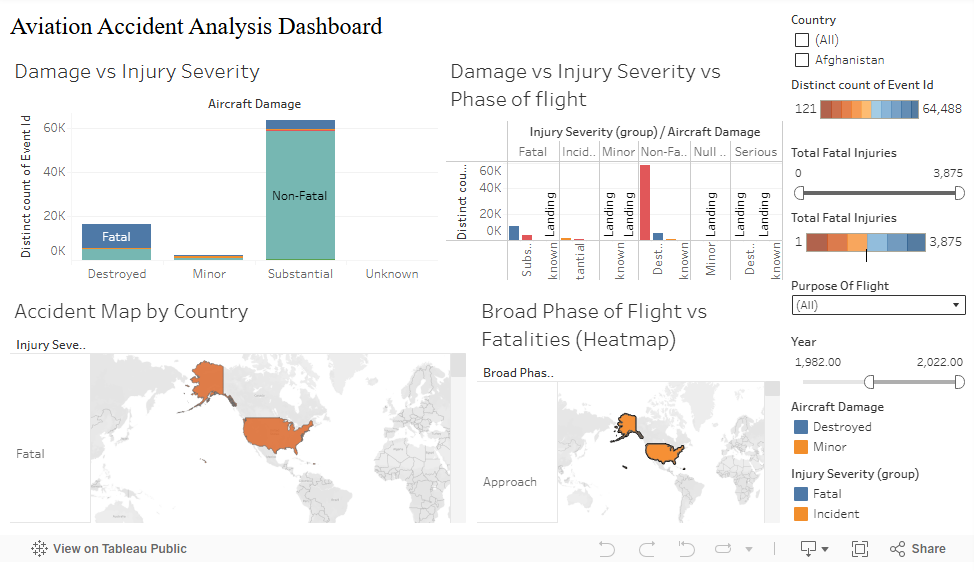 Aviation Accident Analysis Dashboard
Damage vs Injury Severity
Aircraft Damage
Distinct count of Event Id
60K
40K
20K
0K
Fatal
Non-Fatal
Destroyed
Minor
Substantial
Unknown
Damage vs Injury Severity vs
Phase of flight
Injury Severity (group) / Aircraft Damage
Fatal
Incid..
Minor
Non-Fa..
Null ..
Serious
Distinct cou..
60K
40K
20K
0K
Landing
Landing
Landing
Landing
Landing
Landing
Subs..
known
tantial
known
Dest..
known
Minor
Dest..
known
Accident Map by Country
Injury Seve..
Fatal
Broad Phase of Flight vs
Fatalities (Heatmap)
Broad Phas..
Approach
Country
(All)
Afghanistan
Distinct count of Event Id
121
64,488
Total Fatal Injuries
0
3,875
Total Fatal Injuries
1
3,875
Purpose Of Flight
(All)
Year
1,982.00
2,022.00
Aircraft Damage
Destroyed
Minor
Injury Severity (group)
Fatal
Incident
View on Tableau Public
Share